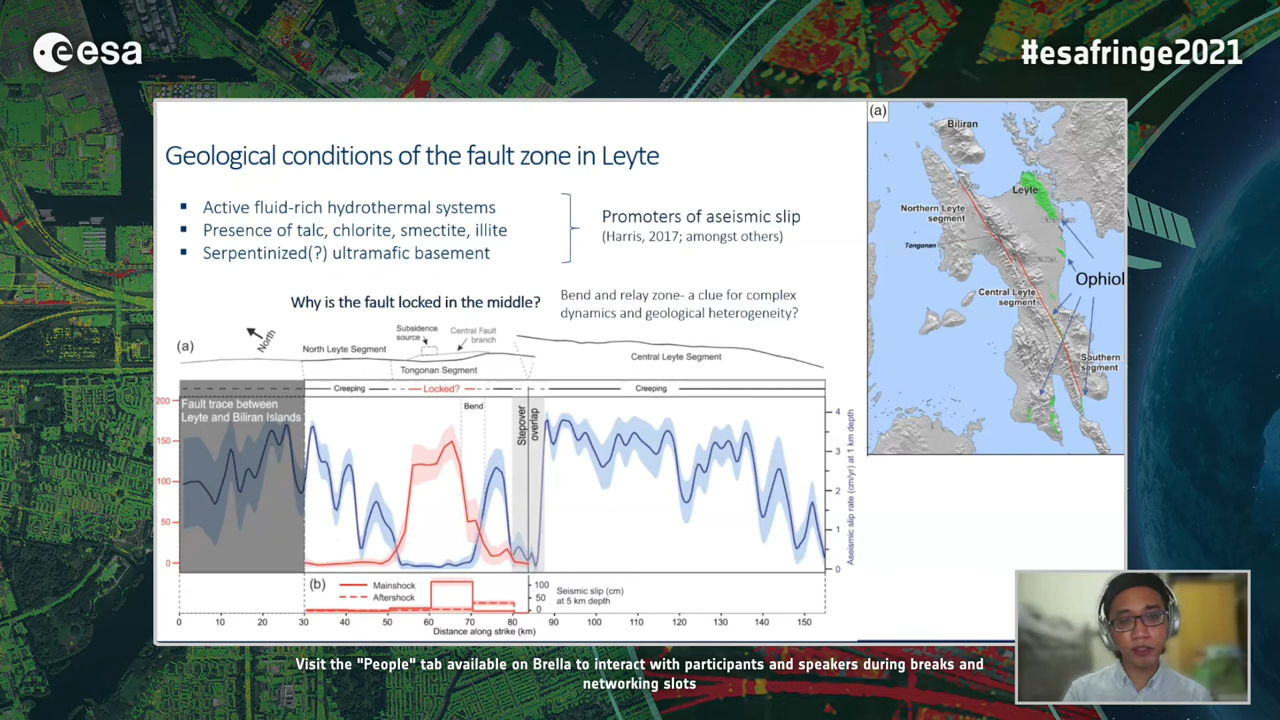 esa
#esafringe2021
Geological conditions of the fault zone in Leyte
▪ Active fluid-rich hydrothermal systems
▪ Presence of talc, chlorite, smectite, illite
▪ Serpentinized(?) ultramafic basement
Promoters of aseismic slip
(Harris, 2017; amongst others)
Why is the fault locked in the middle?
Bend and relay zone- a clue for complex
dynamics and geological heterogeneity?
(a)
North
North Leyte Segment
Subsidence
source
Central Fault
branch
Tongonan Segment
Central Leyte Segment
Creeping
Locked?
Creeping
Fault trace between
Leyte and Biliran Islands
Bend
Stepover
overlap
200
150
100
50
0
4
3
2
1
0
Aseismic slip rate (cm/yr) at 1 km depth
(b)
Mainshock
Aftershock
100
50
0
Seismic slip (cm)
at 5 km depth
0 10 20 30 40 50 60 70 80 90 100 110 120 130 140 150
Distance along strike (km)
(a)
Biliran
Leyte
Northern Leyte
segment
Tongonan
Ophiol
Central Leyte
segment
Southern
segment
Visit the "People" tab available on Brella to interact with participants and speakers during breaks and
networking slots